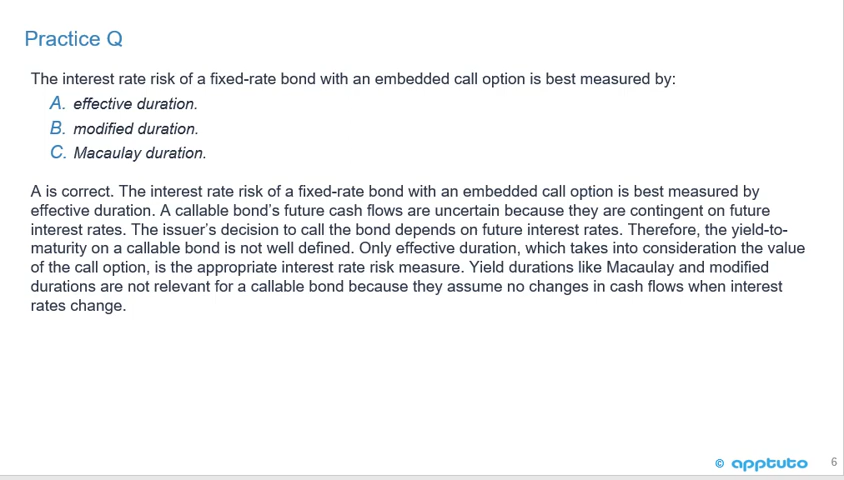 Practice Q
The interest rate risk of a fixed-rate bond with an embedded call option is best measured by:
A. effective duration.
B. modified duration.
C. Macaulay duration.
A is correct. The interest rate risk of a fixed-rate bond with an embedded call option is best measured by
effective duration. A callable bond's future cash flows are uncertain because they are contingent on future
interest rates. The issuer's decision to call the bond depends on future interest rates. Therefore, the yield-to-
maturity on a callable bond is not well defined. Only effective duration, which takes into consideration the value
of the call option, is the appropriate interest rate risk measure. Yield durations like Macaulay and modified
durations are not relevant for a callable bond because they assume no changes in cash flows when interest
rates change.
© apptuto 6